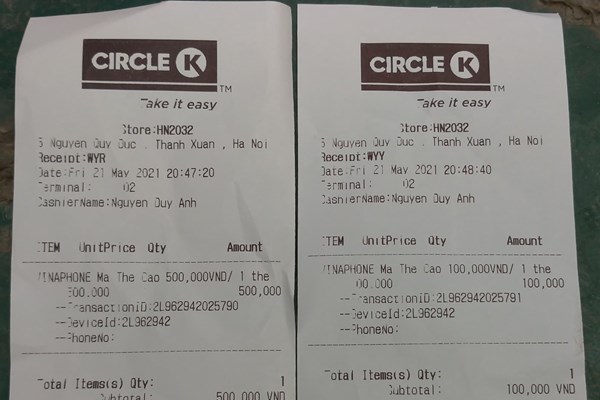 CIRCLE K
TM
Take it easy
Store:HN2032
5 Nguyen Quy Duc . Thanh Xuan , Ha Noi
Receipt:WYR
Date:Fri 21 May 2021 20:47:20
Terminal: 02
CashierName:Nguyen Duy Anh
ITEM UnitPrice Qty Amount
VINAPHONE Ma The Cao 500,000VND/ 1 the
500.000 500,000
--TransactionID:2L962942025790
--DeviceId:2L962942
--PhoneNo:
Total Items(s) Qty: 1
Subtotal: 500,000 VND
CIRCLE K
TM
Take it easy
Store:HN2032
5 Nguyen Quy Duc . Thanh Xuan , Ha Noi
Receipt:WYY
Date:Fri 21 May 2021 20:48:40
Terminal: 02
CashierName:Nguyen Duy Anh
ITEM UnitPrice Qty Amount
VINAPHONE Ma The Cao 100,000VND/ 1 the
100.000 100,000
--TransactionID:2L962942025791
--DeviceId:2L962942
--PhoneNo:
Total Items(s) Qty: 1
Subtotal: 100,000 VND